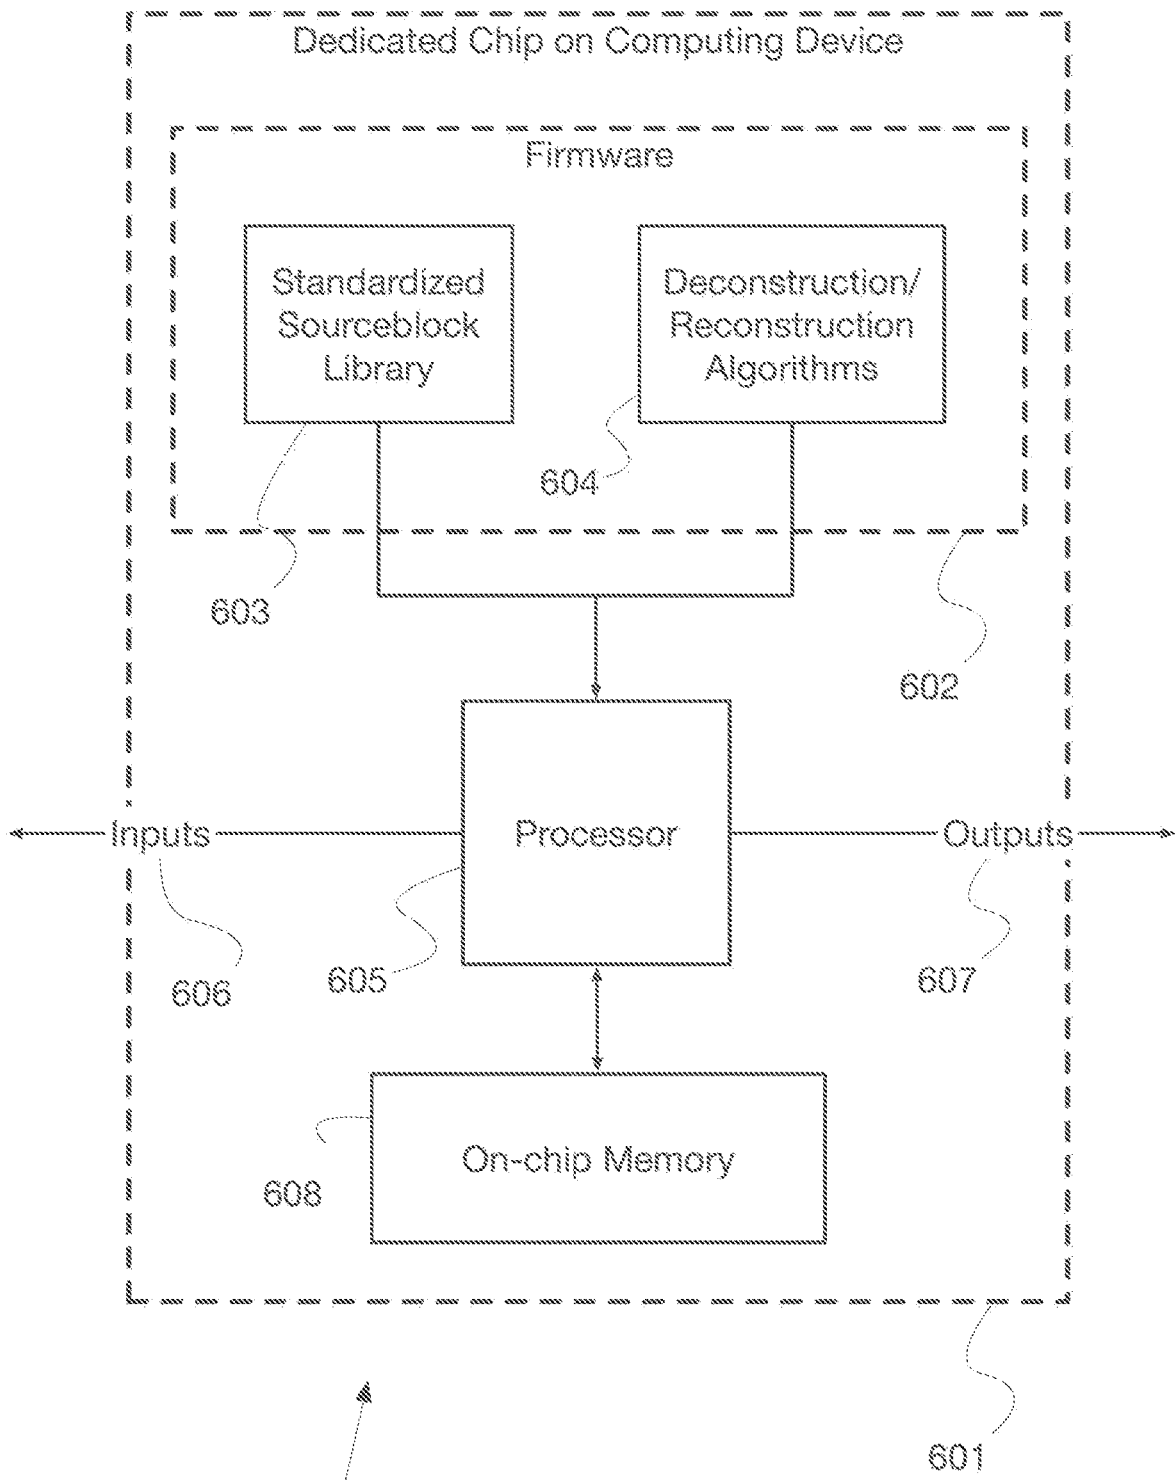 Dedicated Chip on Computing Device
Firmware
Standardized
Sourceblock
Library
Deconstruction/
Reconstruction
Algorithms
604
603
602
Inputs
Processor
Outputs
606
605
607
On-chip Memory
608
601